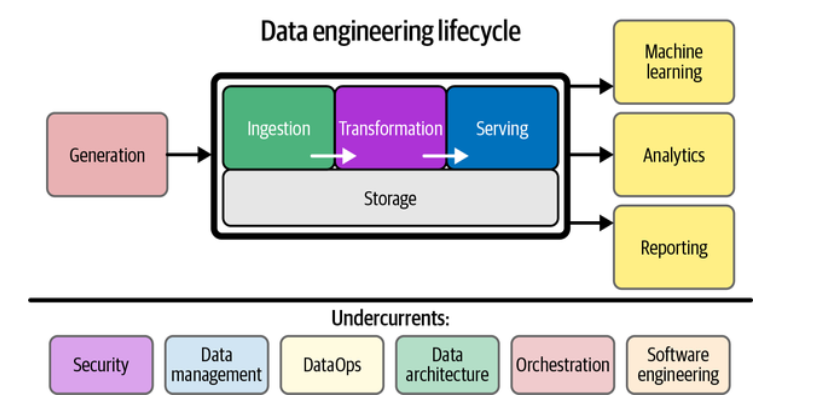 Data engineering lifecycle
Generation
Ingestion
Transformation
Serving
Storage
Machine
learning
Analytics
Reporting
Undercurrents:
Security
Data
management
DataOps
Data
architecture
Orchestration
Software
engineering